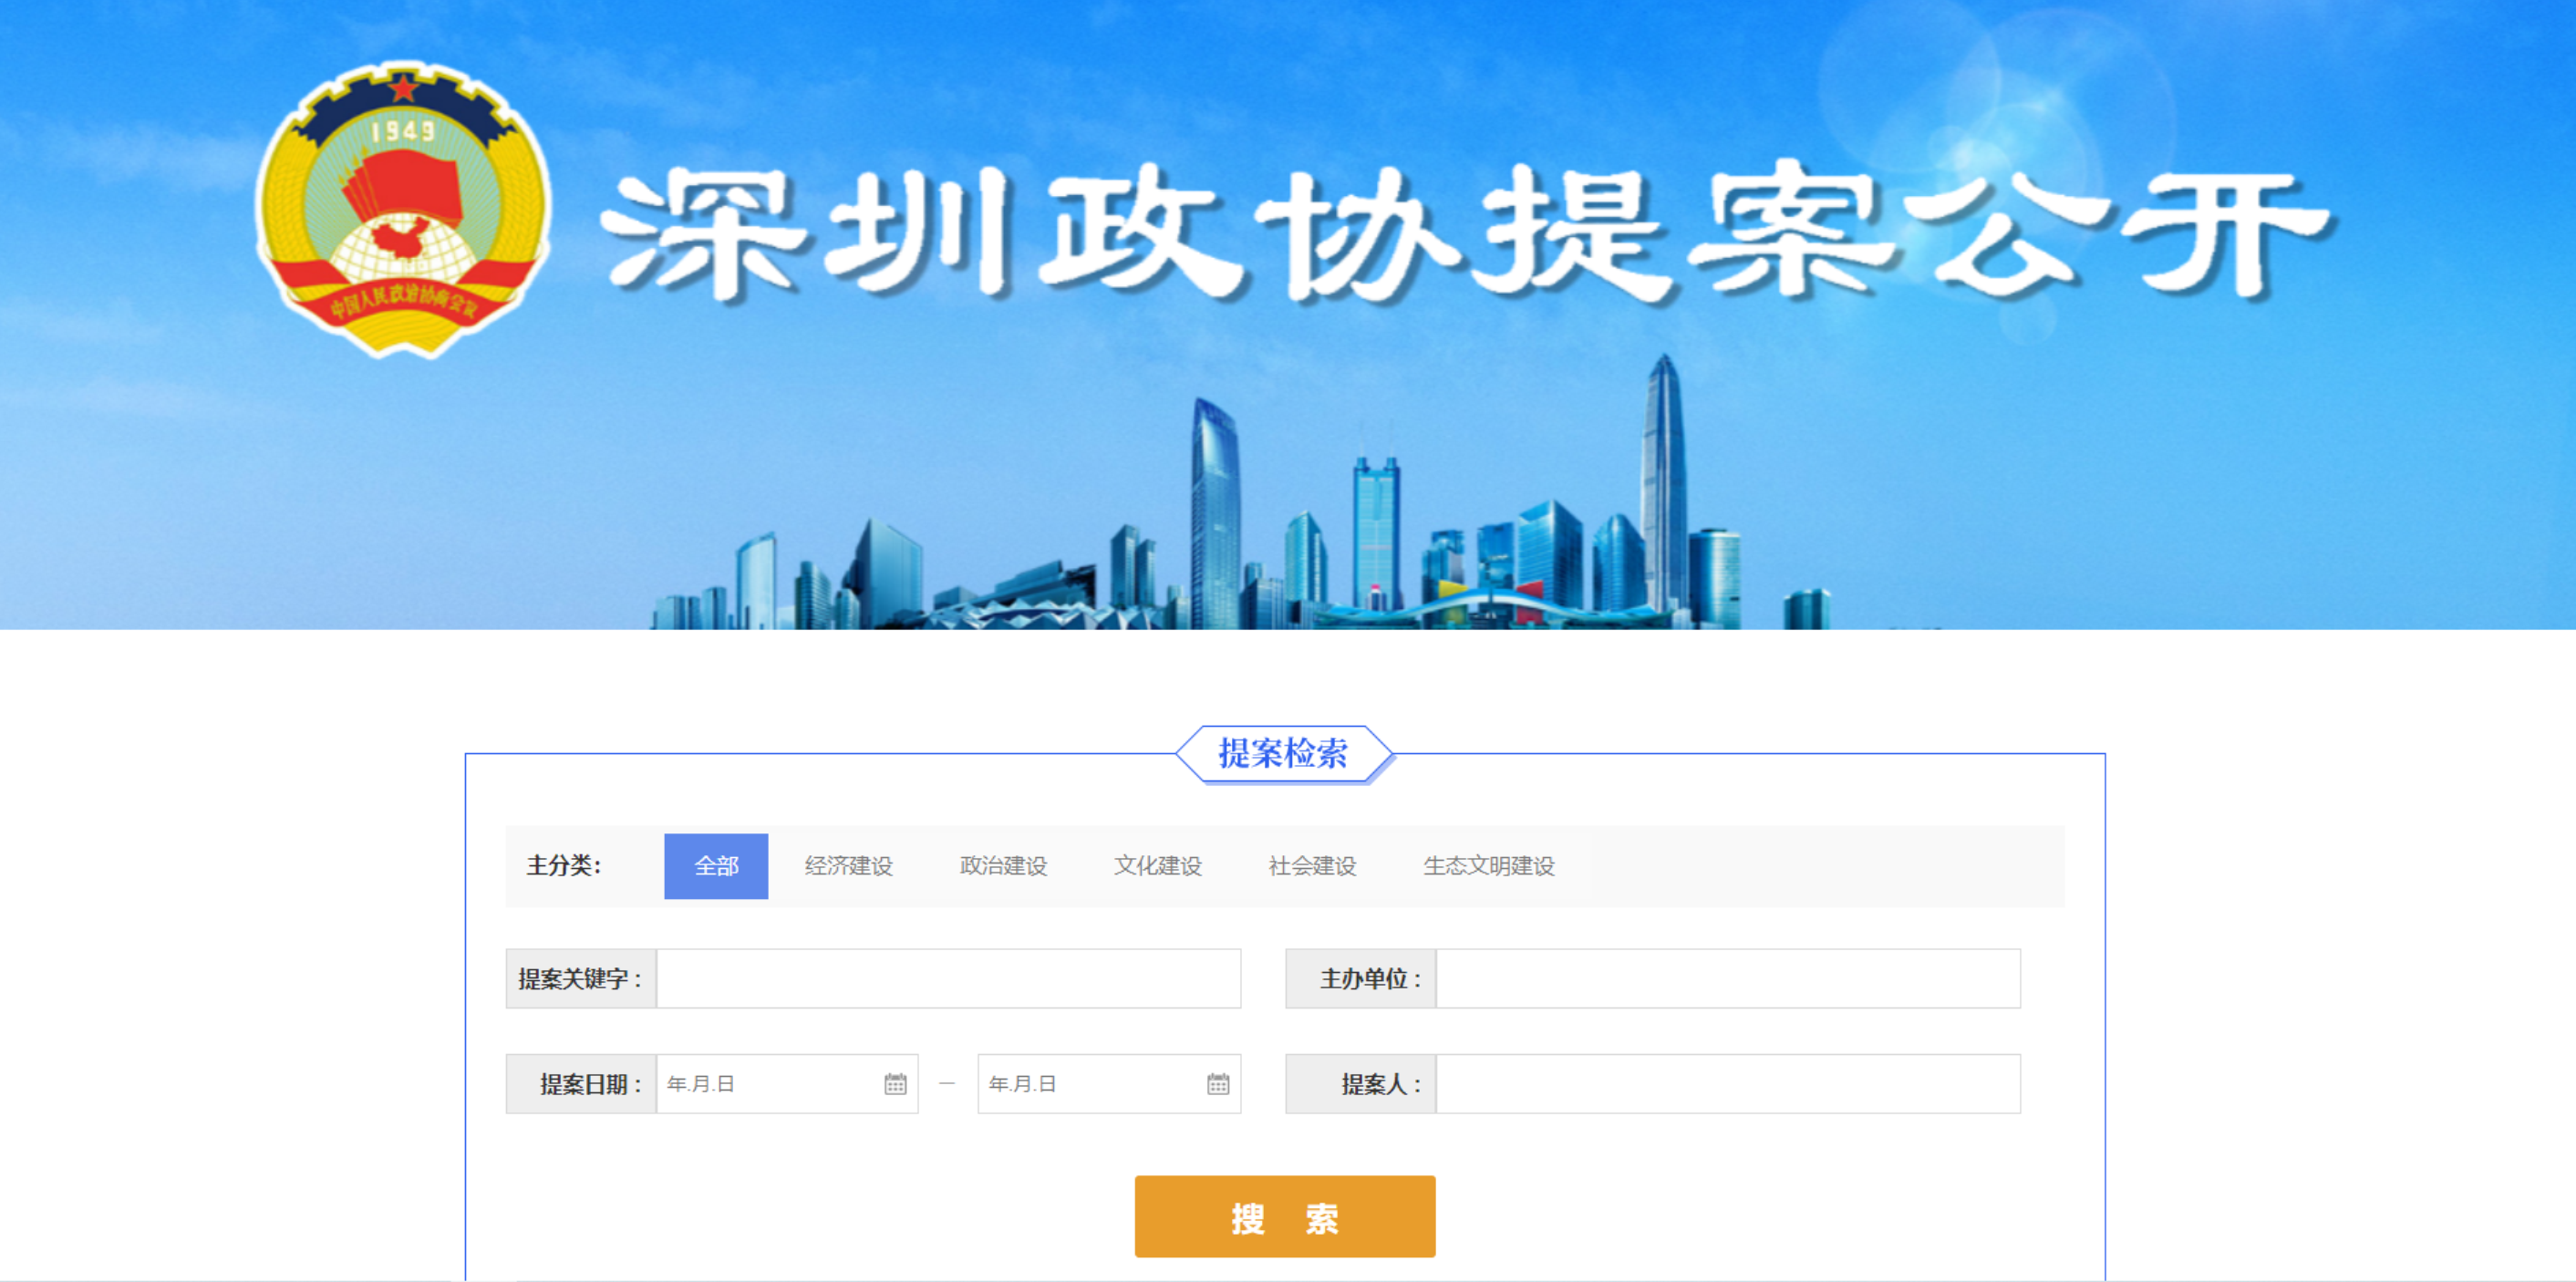 1949
中国人民政治协商会议
深圳政协提案公开
提案检索
主分类： 全部 经济建设 政治建设 文化建设 社会建设 生态文明建设
提案关键字： 主办单位：
提案日期： 年.月.日 — 年.月.日 提案人：
搜 索